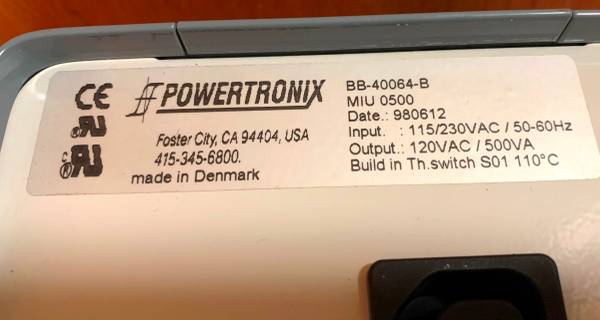 CE
POWERTRONIX
Foster City, CA 94404, USA
415-345-6800.
made in Denmark
BB-40064-B
MIU 0500
Date.: 980612
Input. : 115/230VAC / 50-60Hz
Output.: 120VAC / 500VA
Build in Th.switch S01 110°C